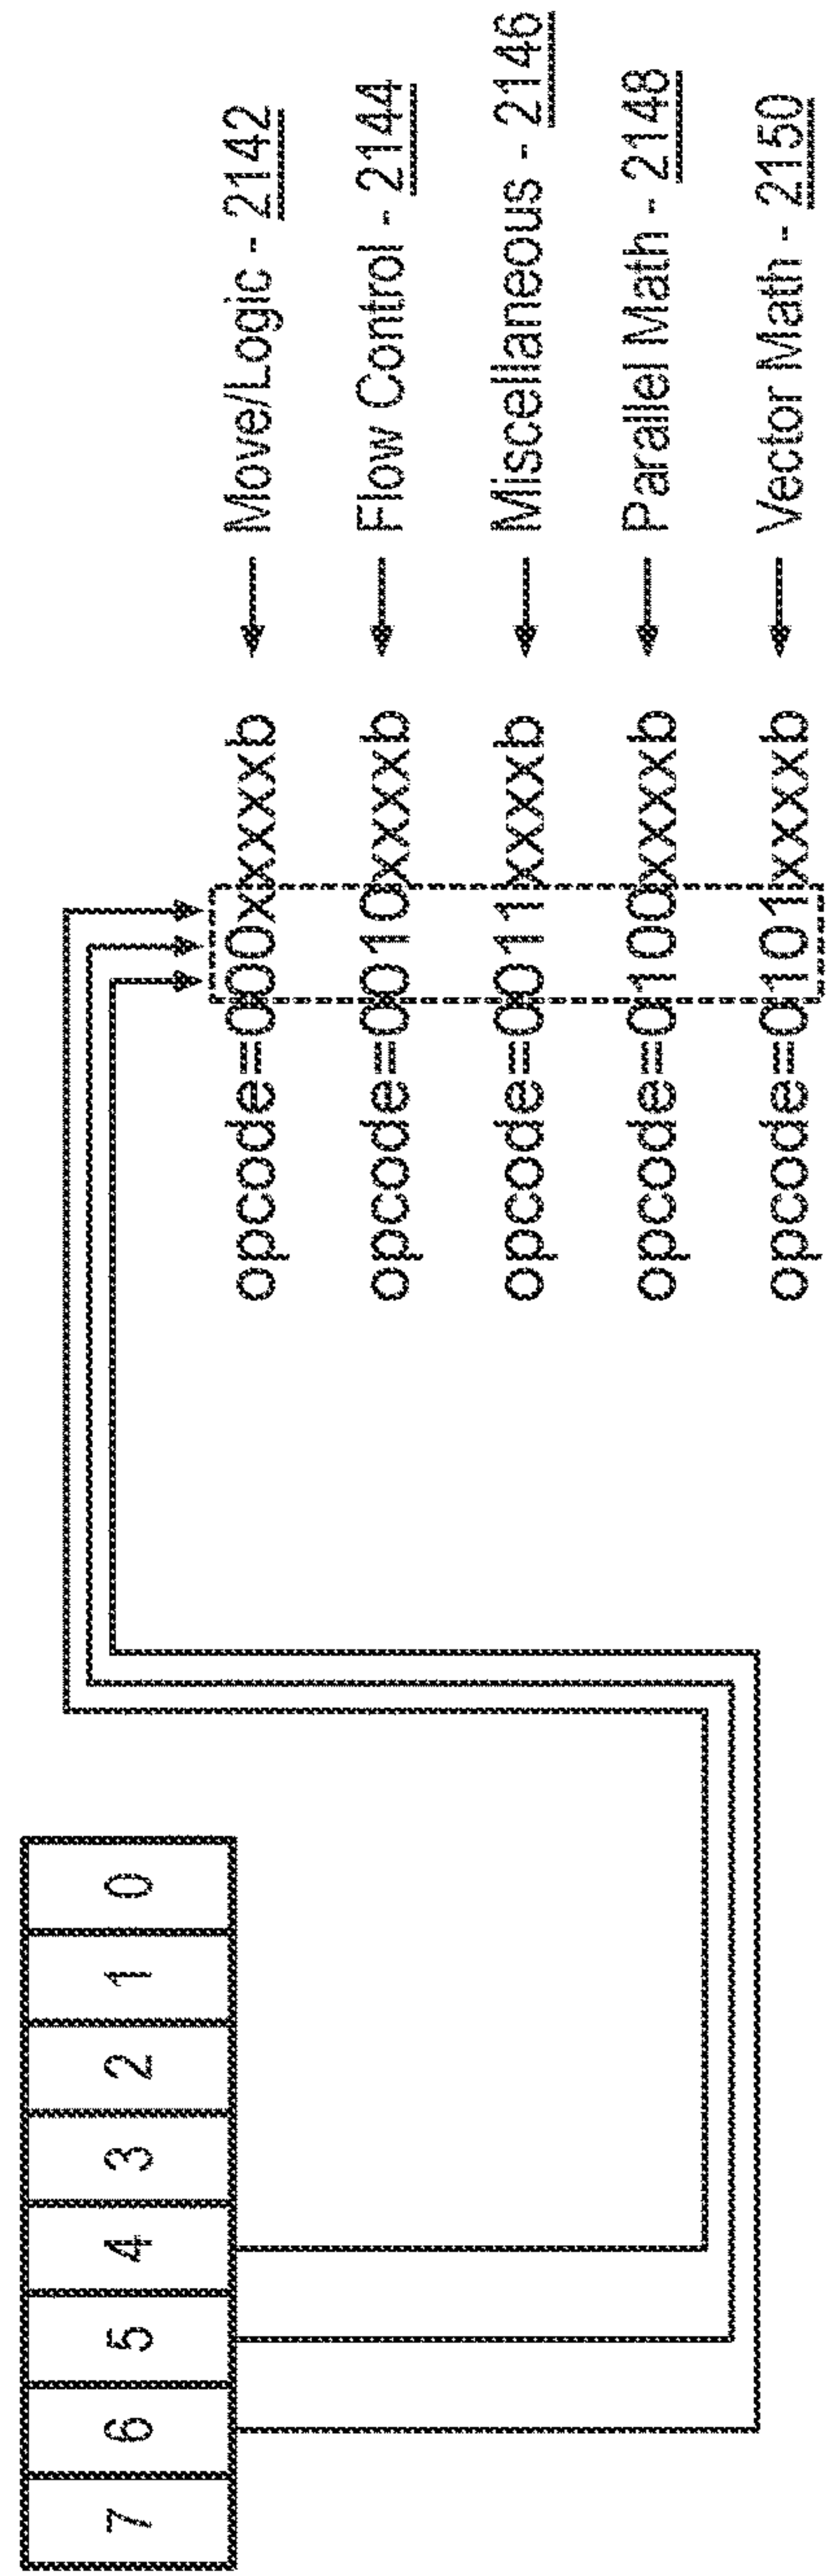 7 6 5 4 3 2 1 0
opcode=000xxxxxb ← Move/Logic - 2142
opcode=0010xxxxb ← Flow Control - 2144
opcode=0011xxxxb ← Miscellaneous - 2146
opcode=0100xxxxb ← Parallel Math - 2148
opcode=0101xxxxb ← Vector Math - 2150